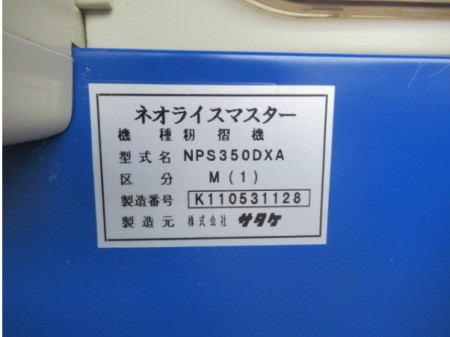 ネオライスマスター
機種 籾摺機
型式名 NPS350DXA
区分 M(1)
製造番号 K110531128
製造元 株式会社 サタケ